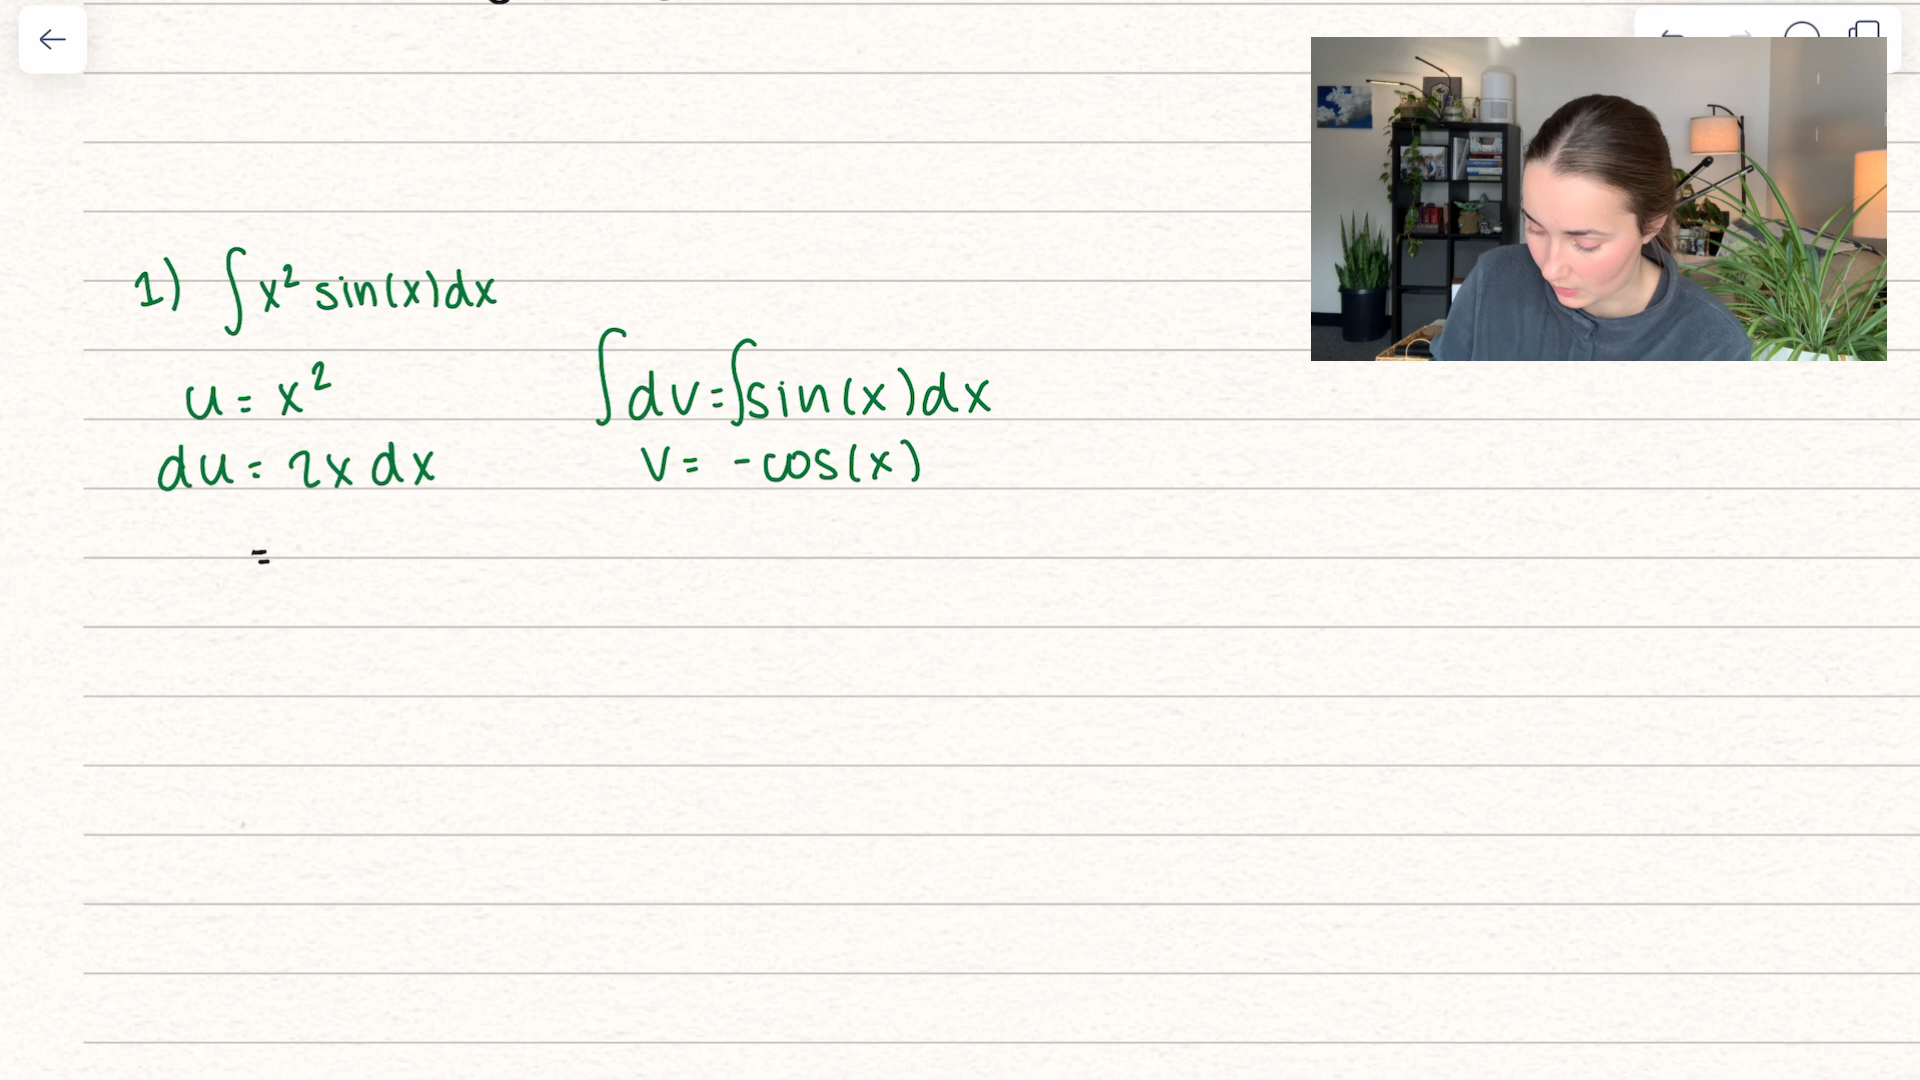 1) ∫ x² sin(x)dx
u = x² ∫ dv = ∫ sin(x)dx
du = 2x dx v = -cos(x)
=